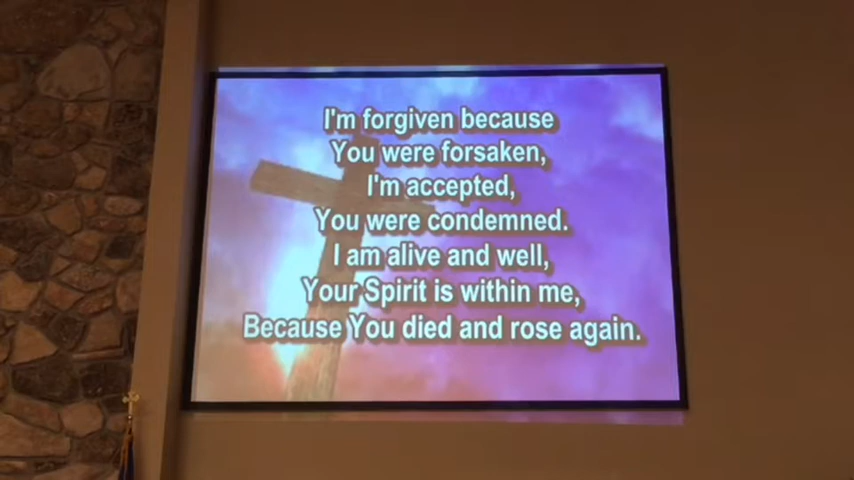 I'm forgiven because
You were forsaken,
I'm accepted,
You were condemned.
I am alive and well,
Your Spirit is within me,
Because You died and rose again.